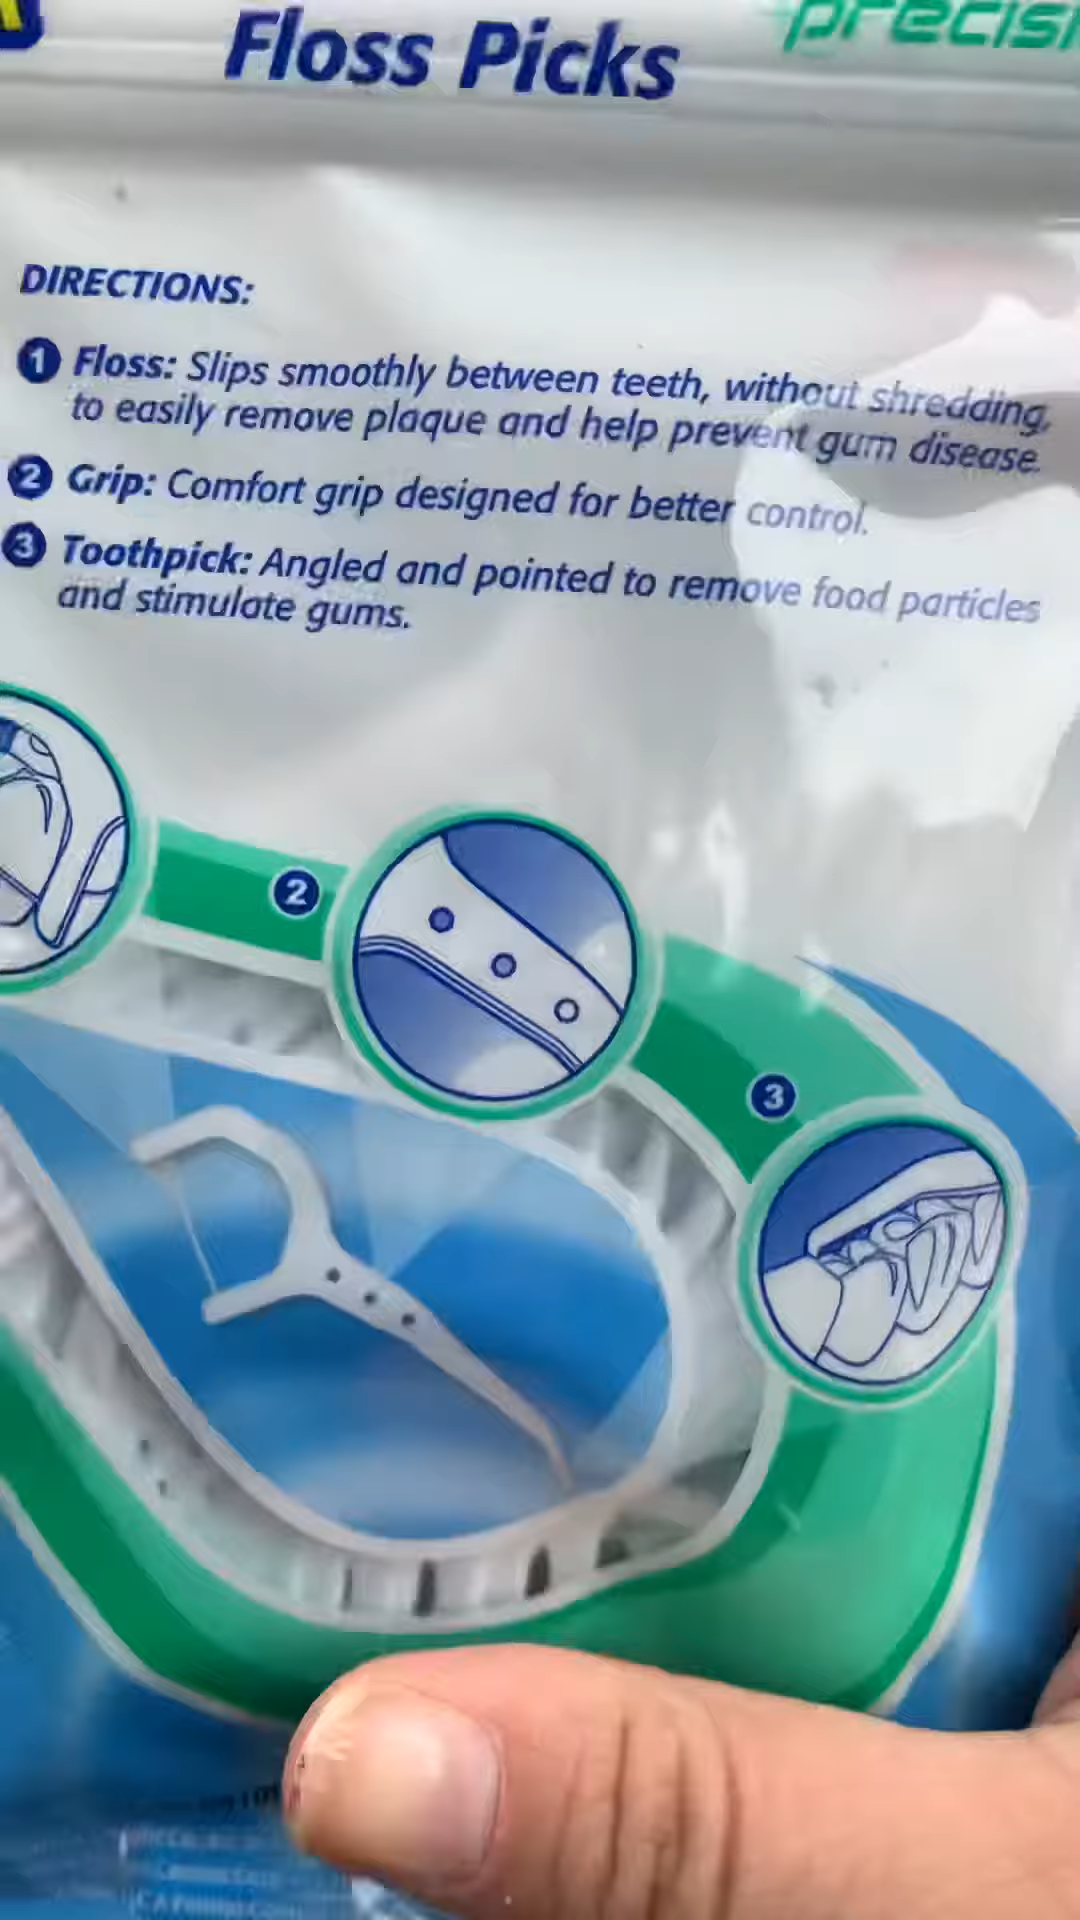 Floss Picks
DIRECTIONS:
1 Floss: Slips smoothly between teeth, without shredding,
to easily remove plaque and help prevent gum disease.
2 Grip: Comfort grip designed for better control.
3 Toothpick: Angled and pointed to remove food particles
and stimulate gums.
2
3